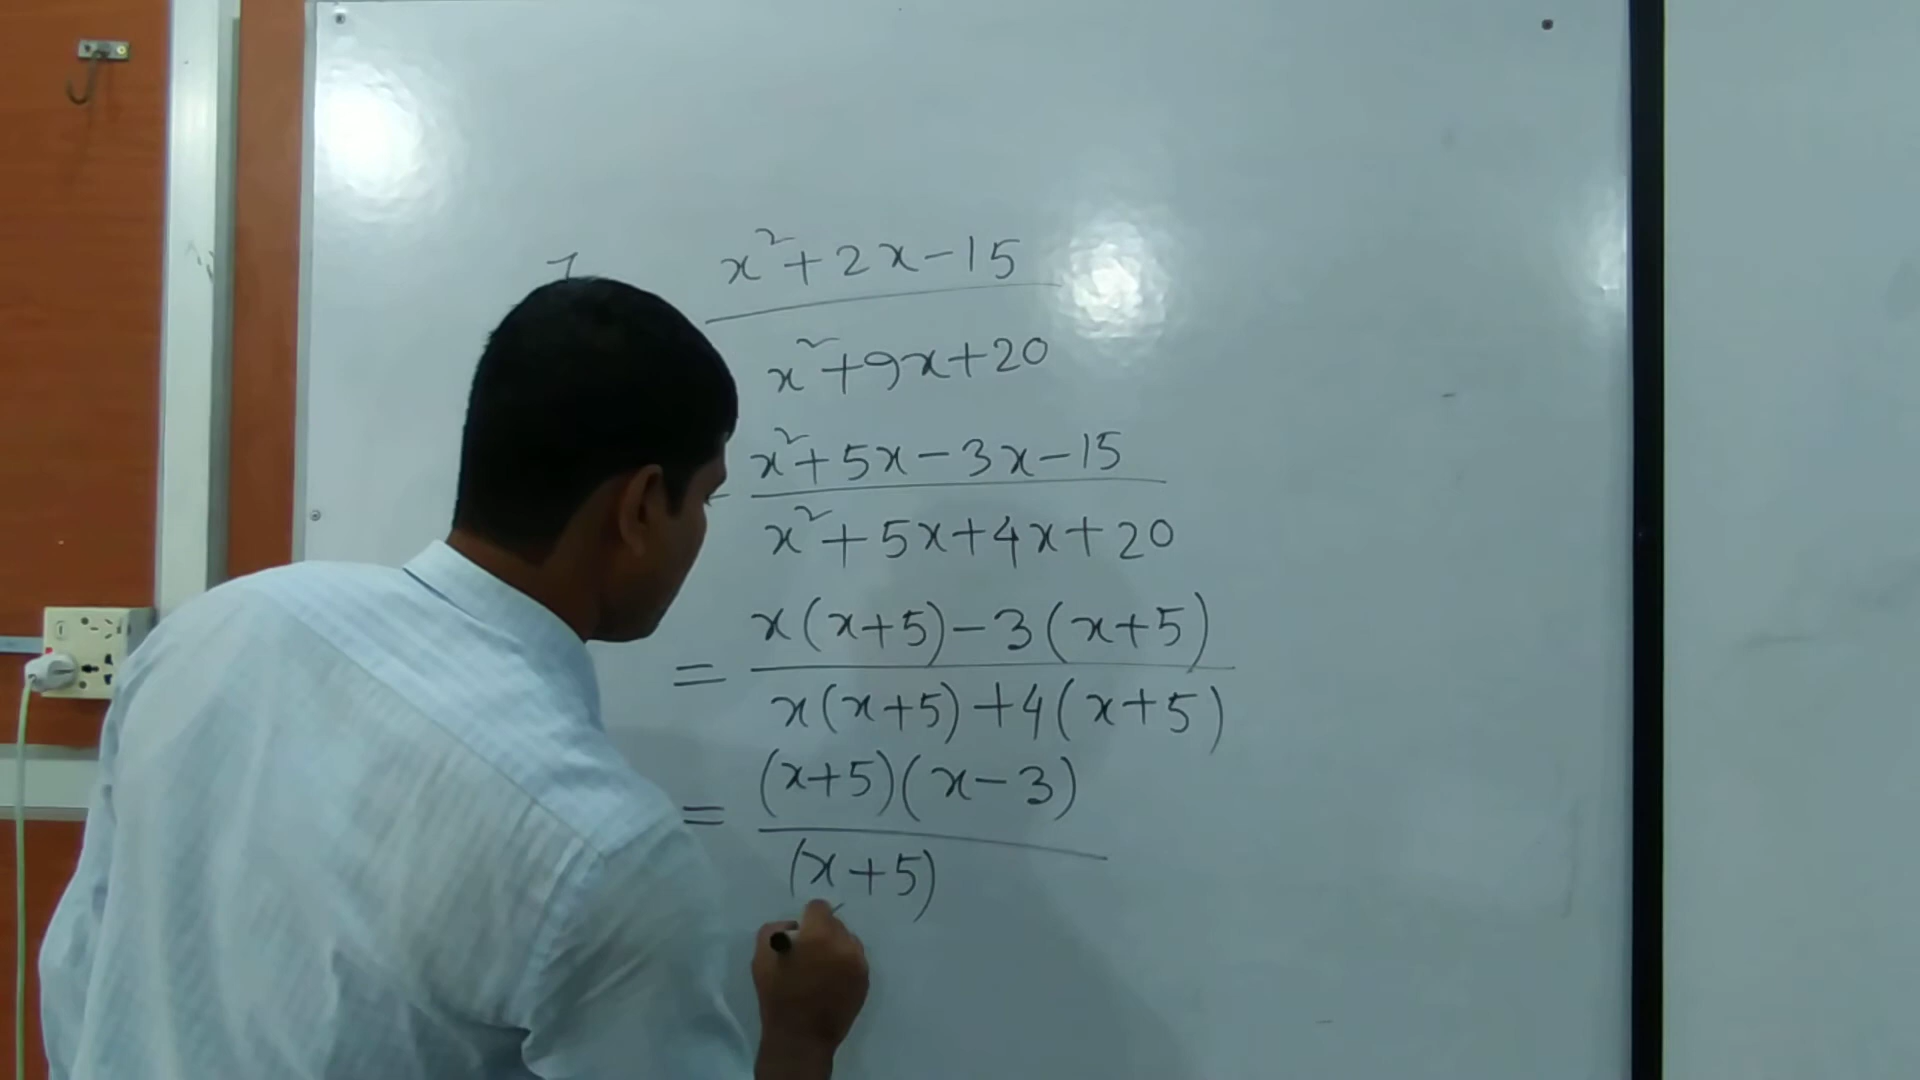 x²+2x-15
x²+9x+20
x²+5x-3x-15
x²+5x+4x+20
x(x+5)-3(x+5)
=
x(x+5)+4(x+5)
(x+5)(x-3)
=
(x+5)